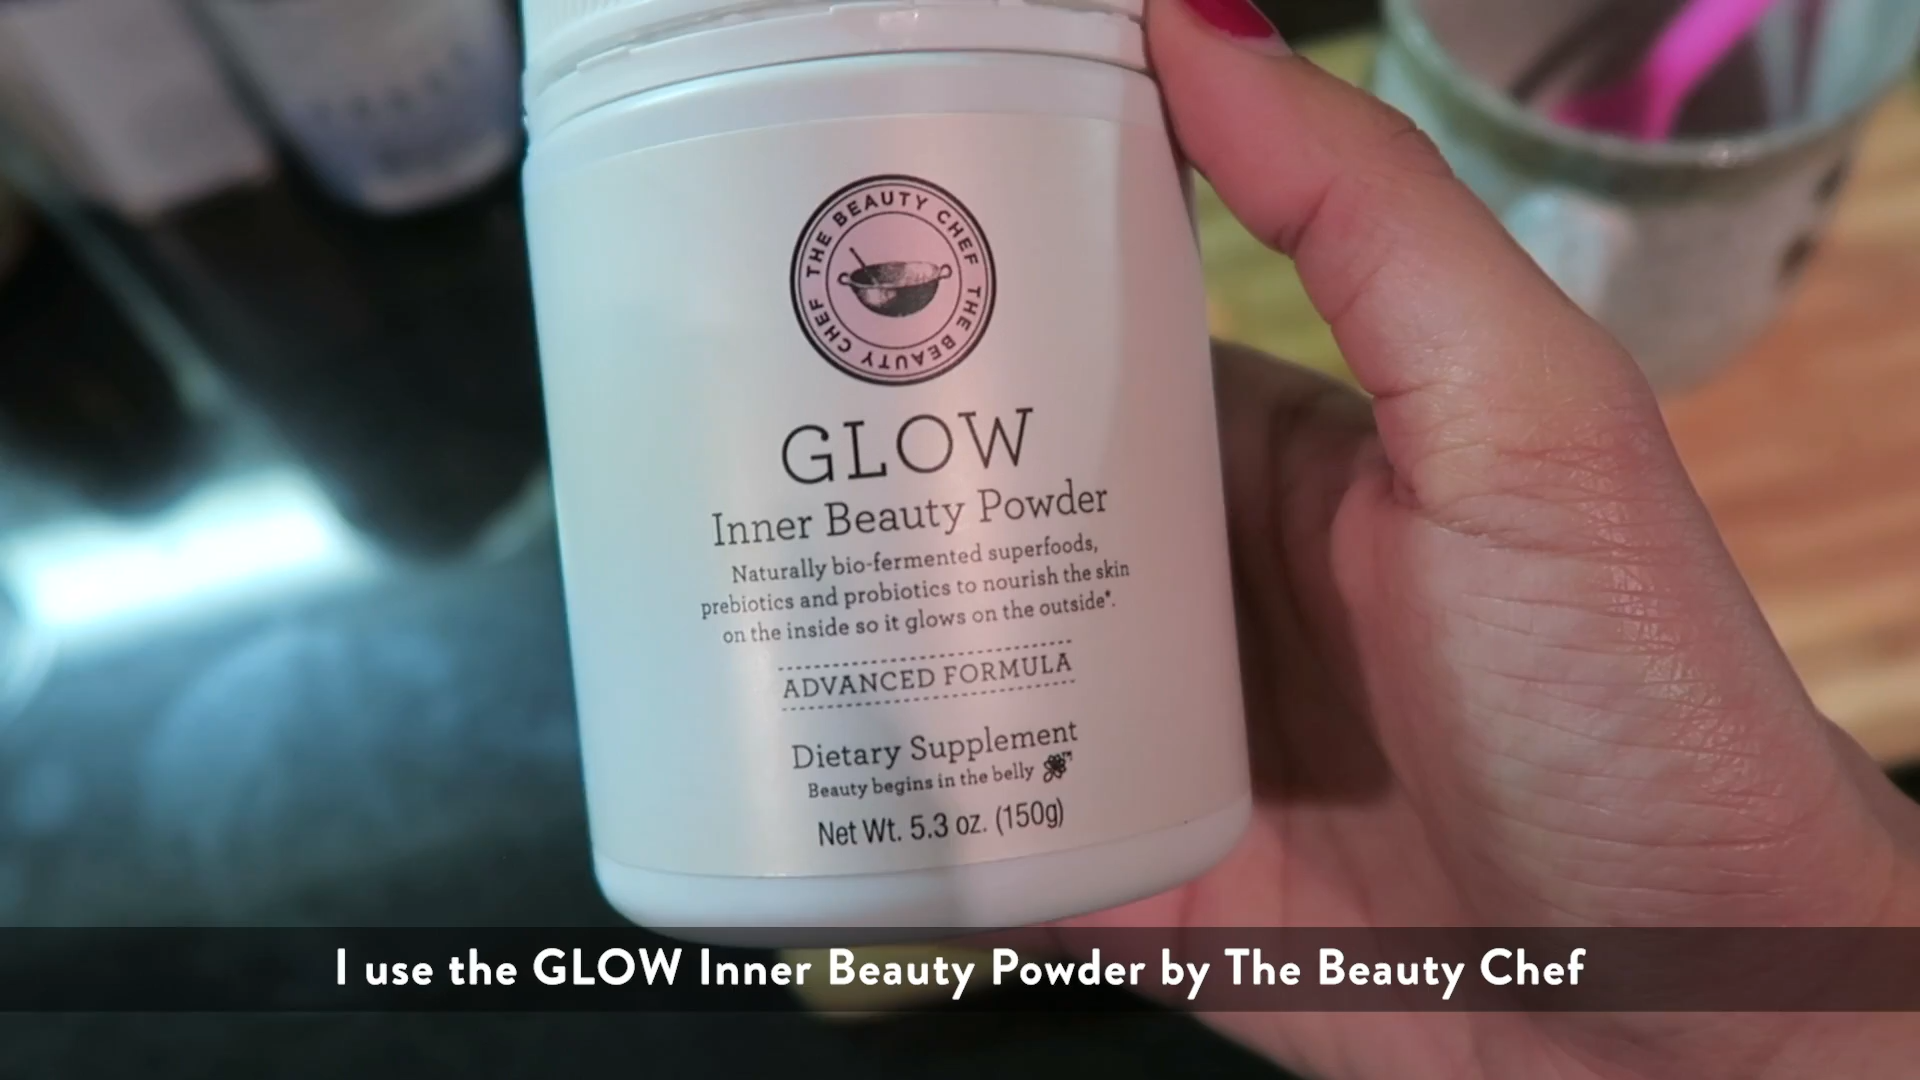 THE BEAUTY CHEF THE BEAUTY CHEF
GLOW
Inner Beauty Powder
Naturally bio-fermented superfoods,
prebiotics and probiotics to nourish the skin
on the inside so it glows on the outside*.
ADVANCED FORMULA
Dietary Supplement
Beauty begins in the belly ™
Net Wt. 5.3 oz. (150g)
I use the GLOW Inner Beauty Powder by The Beauty Chef